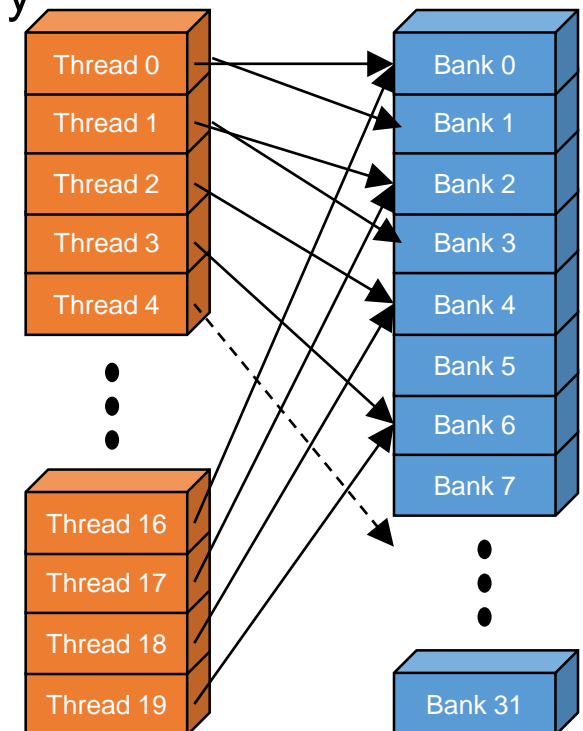 y
Thread 0
Thread 1
Thread 2
Thread 3
Thread 4
Thread 16
Thread 17
Thread 18
Thread 19
Bank 0
Bank 1
Bank 2
Bank 3
Bank 4
Bank 5
Bank 6
Bank 7
Bank 31